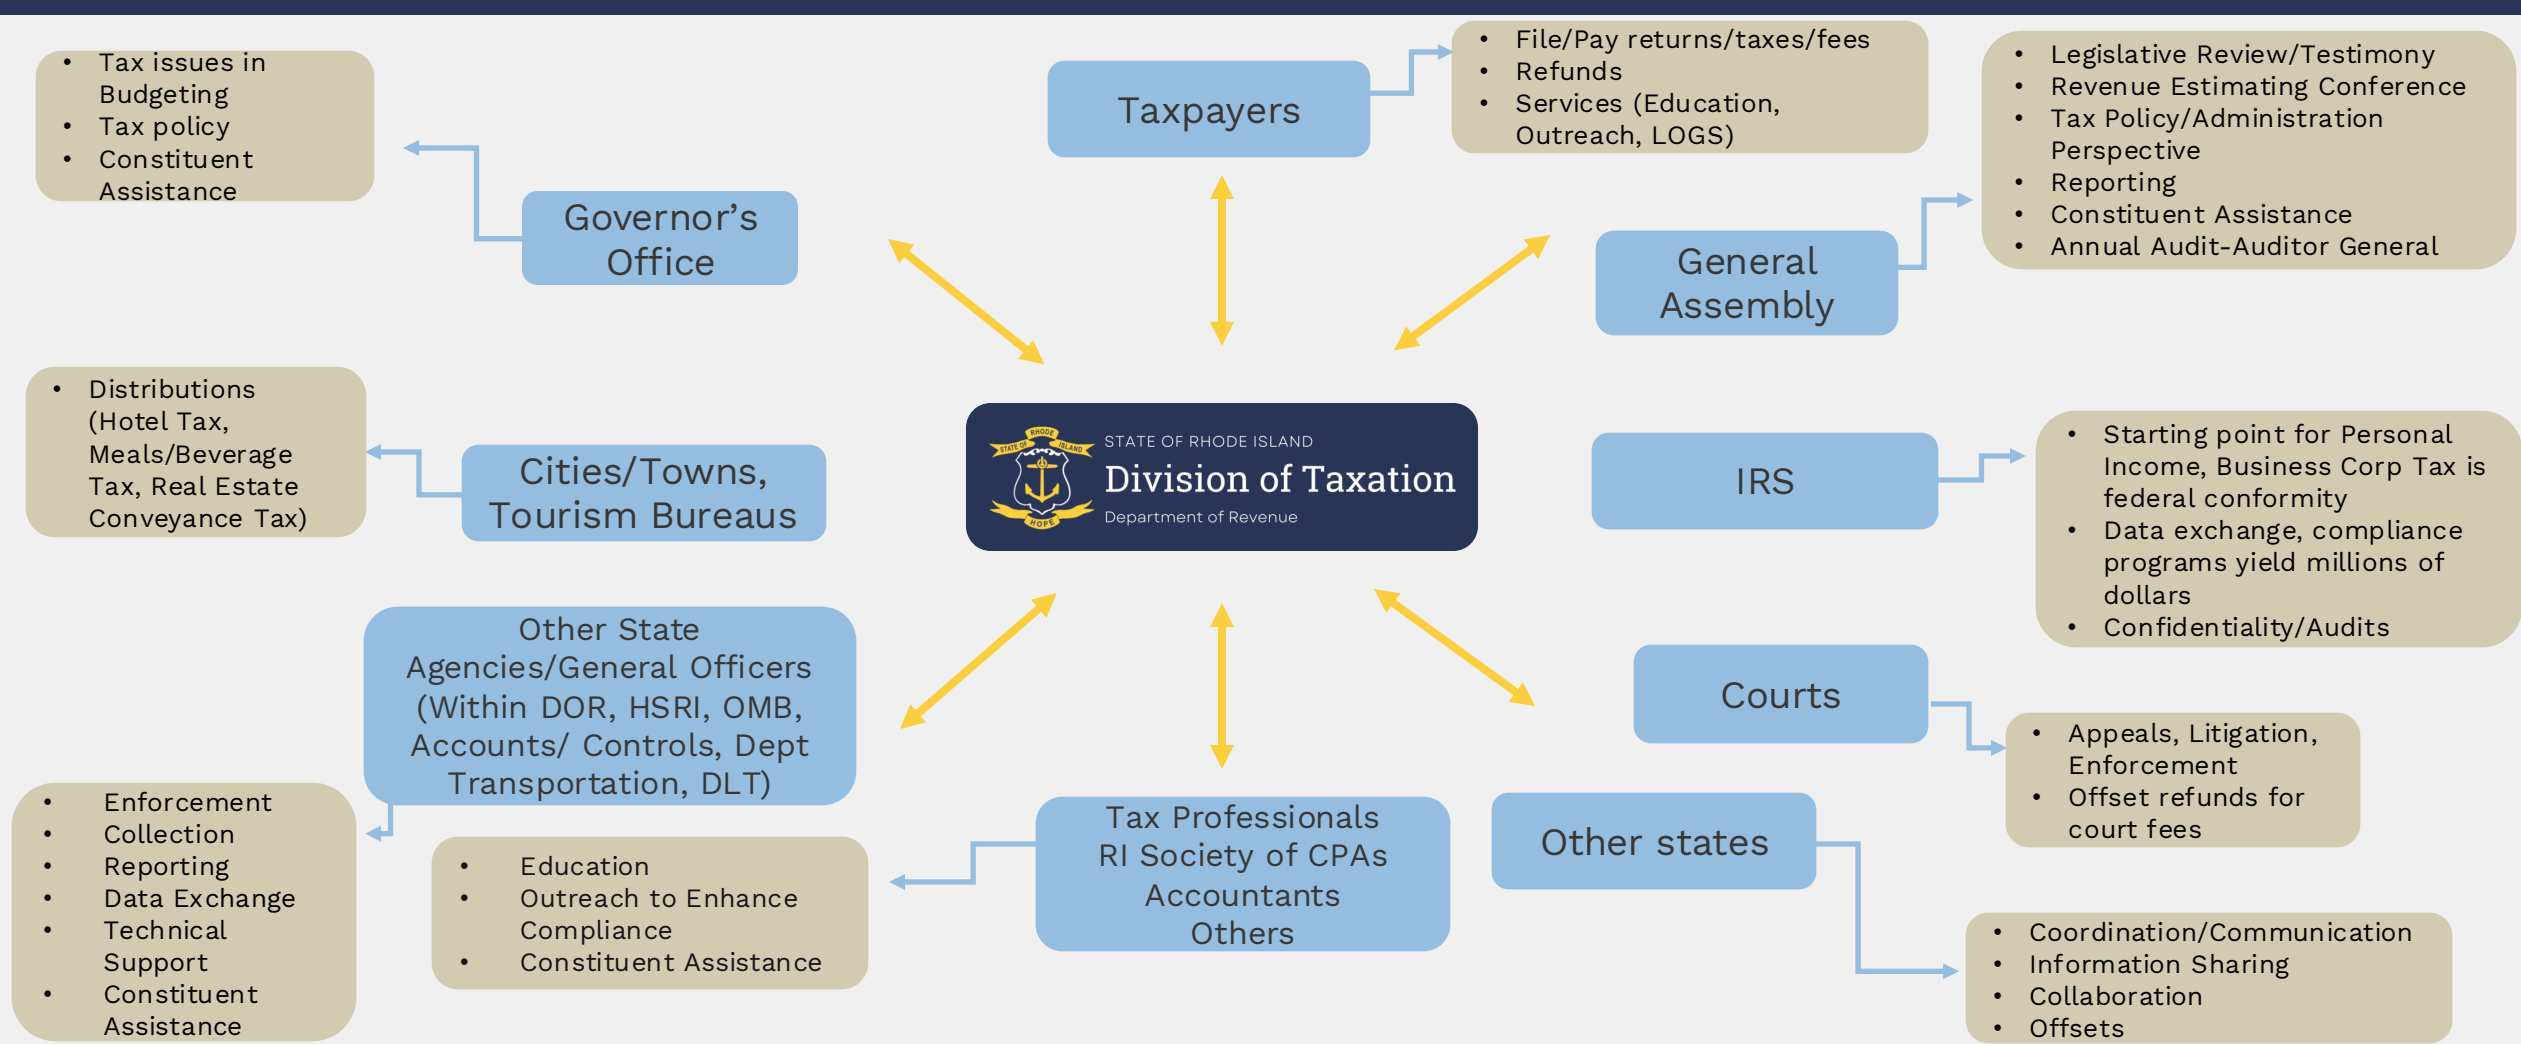 • Tax issues in
Budgeting
• Tax policy
• Constituent
Assistance
Governor's
Office
Taxpayers
• File/Pay returns/taxes/fees
• Refunds
• Services (Education,
Outreach, LOGS)
General
Assembly
• Legislative Review/Testimony
• Revenue Estimating Conference
• Tax Policy/Administration
Perspective
• Reporting
• Constituent Assistance
• Annual Audit-Auditor General
• Distributions
(Hotel Tax,
Meals/Beverage
Tax, Real Estate
Conveyance Tax)
Cities/Towns,
Tourism Bureaus
STATE OF RHODE ISLAND
HOPE
STATE OF RHODE ISLAND
Division of Taxation
Department of Revenue
IRS
• Starting point for Personal
Income, Business Corp Tax is
federal conformity
• Data exchange, compliance
programs yield millions of
dollars
• Confidentiality/Audits
Other State
Agencies/General Officers
(Within DOR, HSRI, OMB,
Accounts/ Controls, Dept
Transportation, DLT)
• Enforcement
• Collection
• Reporting
• Data Exchange
• Technical
Support
• Constituent
Assistance
• Education
• Outreach to Enhance
Compliance
• Constituent Assistance
Tax Professionals
RI Society of CPAs
Accountants
Others
Courts
• Appeals, Litigation,
Enforcement
• Offset refunds for
court fees
Other states
• Coordination/Communication
• Information Sharing
• Collaboration
• Offsets